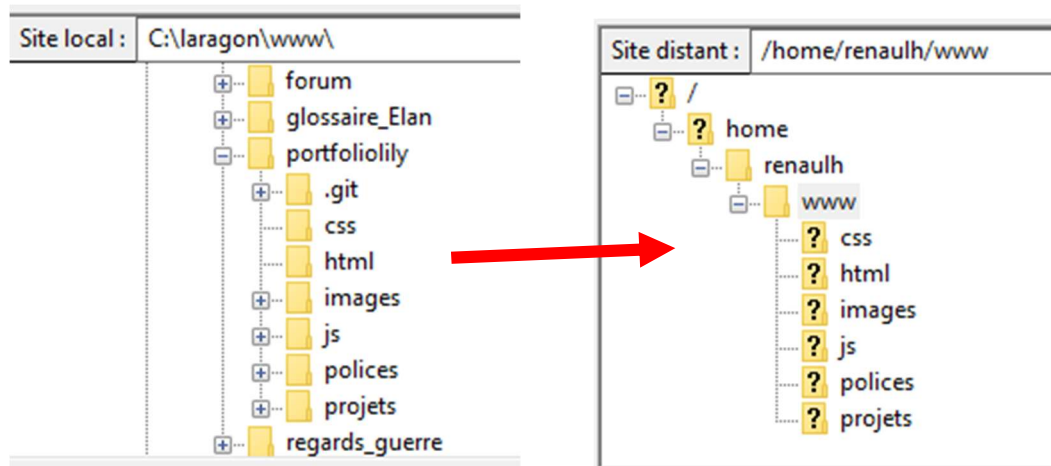 Site local : C:\laragon\www\
forum
glossaire_Elan
portfoliolily
.git
css
html
images
js
polices
projets
regards_guerre
Site distant : /home/renaulh/www
? /
? home
renaulh
www
? css
? html
? images
? js
? polices
? projets